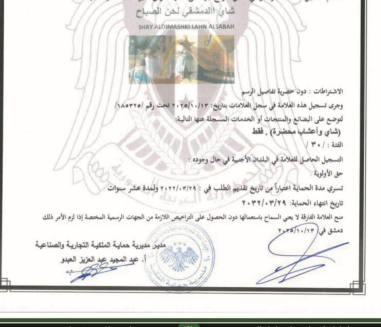 شاي الدمشقي لحن الصباح
SHAY ALDIMASHKI LAHN ALSABAH
الاشتراطات : دون حصرية تفاصيل الرسم
وجرى تسجيل هذه العلامة في سجل العلامات بتاريخ: ٢٠٢٥/١٠/١٣ تحت رقم /١٨٥٣٢٥/
لتوضع على البضائع والمنتجات أو الخدمات المسجلة عنها التالية:
(شاي وأعشاب محضرة) , فقط
الفئة : / ٣٠ /
التسجيل الحاصل للعلامة في البلدان الأجنبية في حال وجوده :
حق الأولوية:
تسري مدة الحماية اعتباراً من تاريخ تقديم الطلب في : ٢٠٢٢/٠٣/٢٩ ولمدة عشر سنوات
تاريخ انتهاء الحماية: ٢٠٣٢/٠٣/٢٩
منح العلامة الفارقة لا يعني السماح باستعمالها دون الحصول على التراخيص اللازمة من الجهات الرسمية المختصة إذا لزم الأمر ذلك
دمشق في ٢٠٢٥/١٠/١٣
مدير مديرية حماية الملكية التجارية والصناعية
أ. عبد المجيد عبد العزيز العبدو